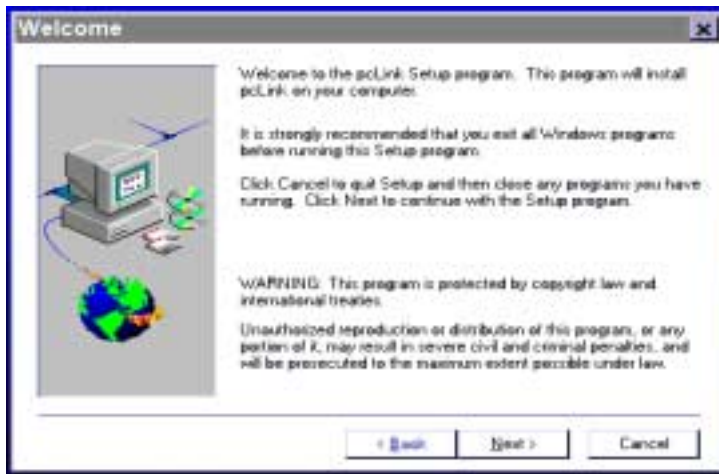 Welcome
Welcome to the pcLink Setup program. This program will install
pcLink on your computer.
It is strongly recommended that you exit all Windows programs
before running this Setup program.
Click Cancel to quit Setup and then close any programs you have
running. Click Next to continue with the Setup program.
WARNING: This program is protected by copyright law and
international treaties.
Unauthorized reproduction or distribution of this program, or any
portion of it, may result in severe civil and criminal penalties, and
will be prosecuted to the maximum extent possible under law.
< Back
Next >
Cancel